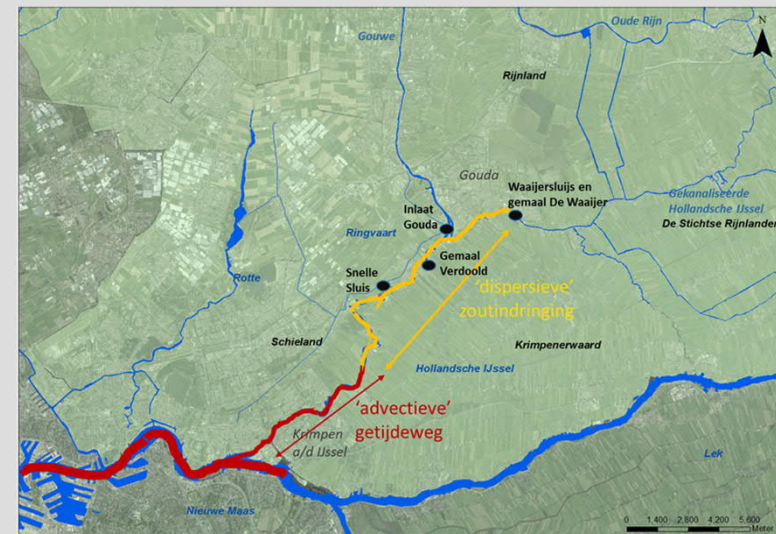 Oude Rijn
Gouwe
N
Rijnland
Gouda
Waaijersluijs en
gemaal De Waaijer
Gekanaliseerde
Hollandsche IJssel
De Stichtse Rijnlanden
Inlaat
Gouda
Ringvaart
Gemaal
Verdoold
Snelle
Sluis
Rotte
'dispersieve'
zoutindringing
Schieland
Krimpenerwaard
Hollandsche IJssel
'advectieve'
getijdeweg
Krimpen
a/d IJssel
Lek
Nieuwe Maas
0 1.400 2.800 4.200 5.600
Meter